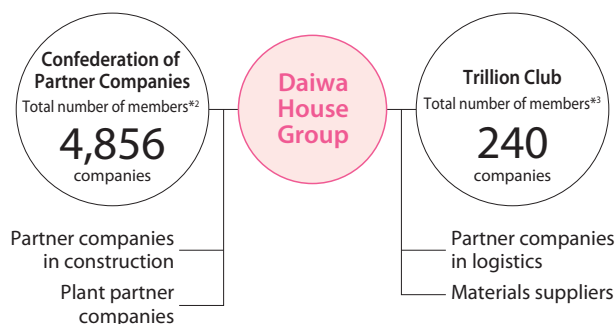 Confederation of
Partner Companies
Total number of members*2
4,856
companies
Daiwa
House
Group
Trillion Club
Total number of members*3
240
companies
Partner companies
in construction
Plant partner
companies
Partner companies
in logistics
Materials suppliers